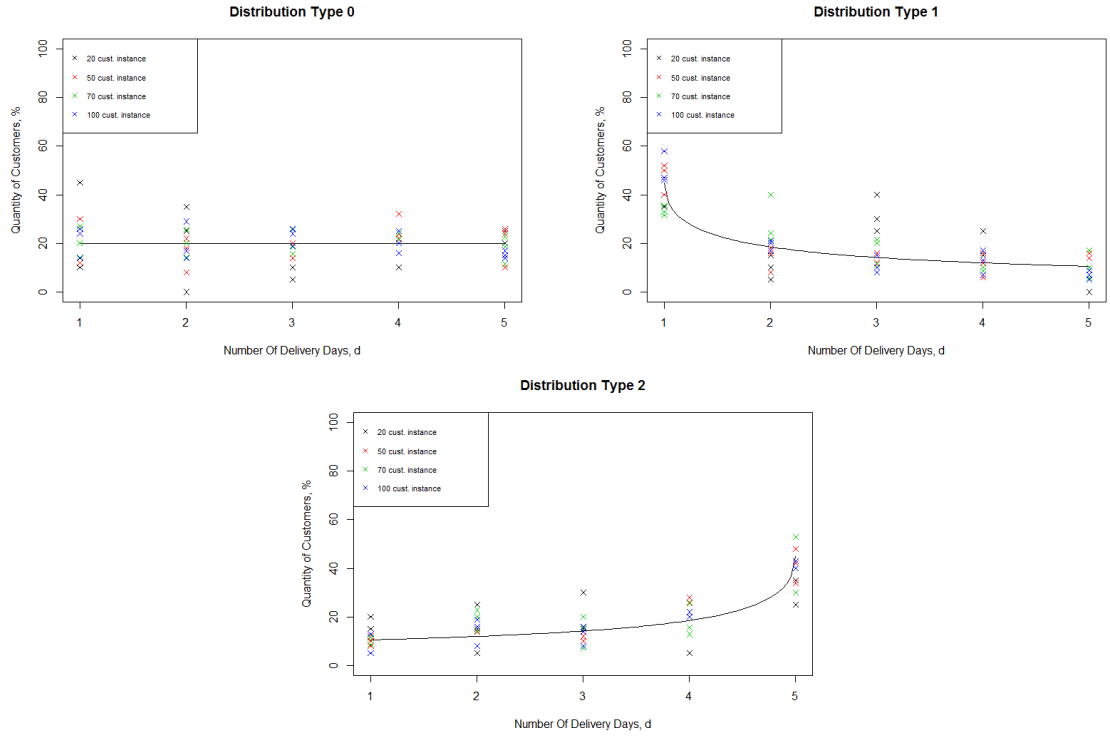 Distribution Type 0
Quantity of Customers, %
100
80
60
40
20
0
20 cust. instance
50 cust. instance
70 cust. instance
100 cust. instance
1 2 3 4 5
Number Of Delivery Days, d
Distribution Type 1
Quantity of Customers, %
100
80
60
40
20
0
20 cust. instance
50 cust. instance
70 cust. instance
100 cust. instance
1 2 3 4 5
Number Of Delivery Days, d
Distribution Type 2
Quantity of Customers, %
100
80
60
40
20
0
20 cust. instance
50 cust. instance
70 cust. instance
100 cust. instance
1 2 3 4 5
Number Of Delivery Days, d